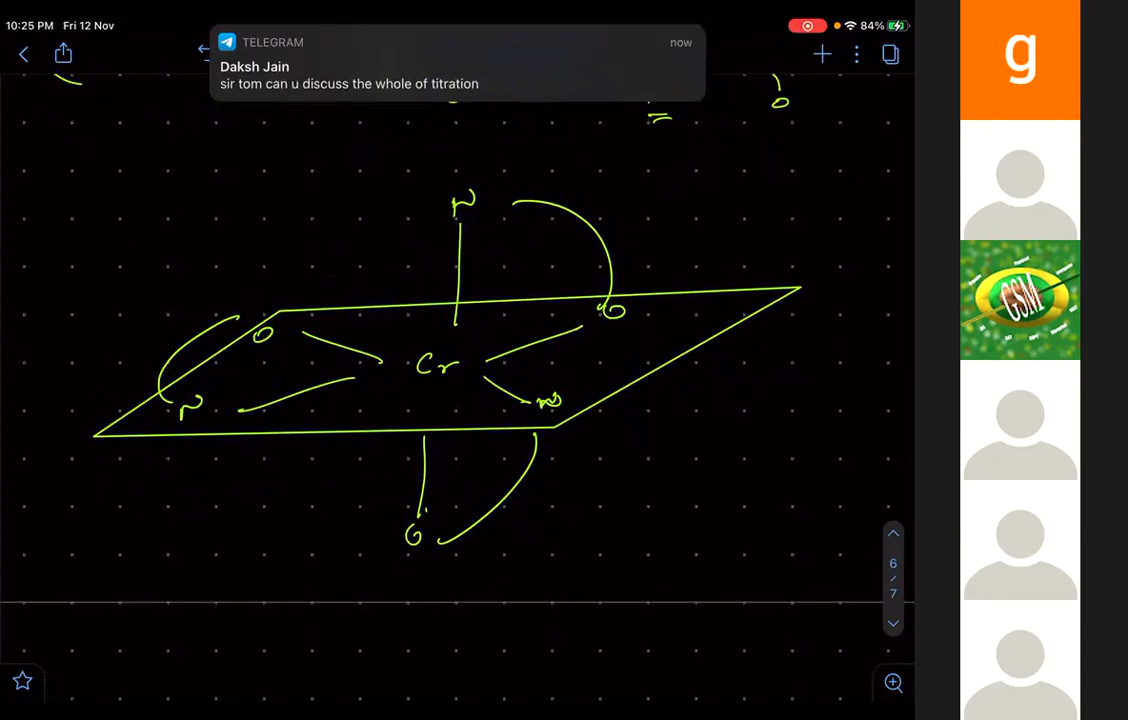 10:25 PM Fri 12 Nov
84%
TELEGRAM now
Daksh Jain
sir tom can u discuss the whole of titration
g
N
O
O
Cr
N
N
O
GSM
6
/
7